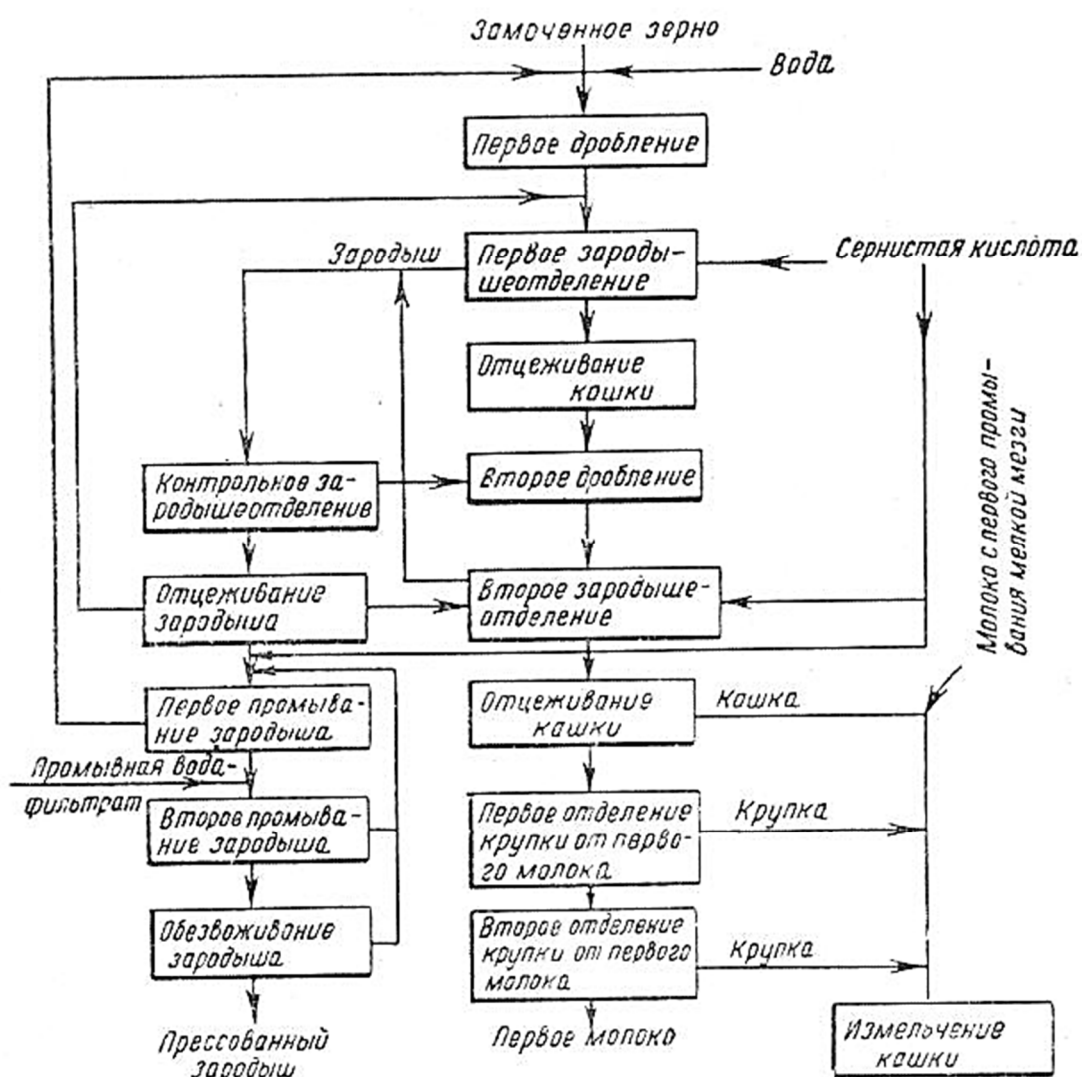 Замоченное зерно
Вода
Первое дробление
Зародыш
Первое зароды-
шеотделение
Сернистая кислота
Отцеживание
кашки
Контрольное за-
родышеотделение
Второе дробление
Молоко с первого промы-
вания мелкой мезги
Отцеживание
зародыша
Второе зародыше-
отделение
Первое промыва-
ние зародыша
Отцеживание
кашки
Кашка
Промывная вода-
фильтрат
Второе промыва-
ние зародыша
Первое отделение
крупки от перво-
го молока
Крупка
Обезвоживание
зародыша
Второе отделение
крупки от первого
молока
Крупка
Прессованный
зародыш
Первое молоко
Измельчение
кашки